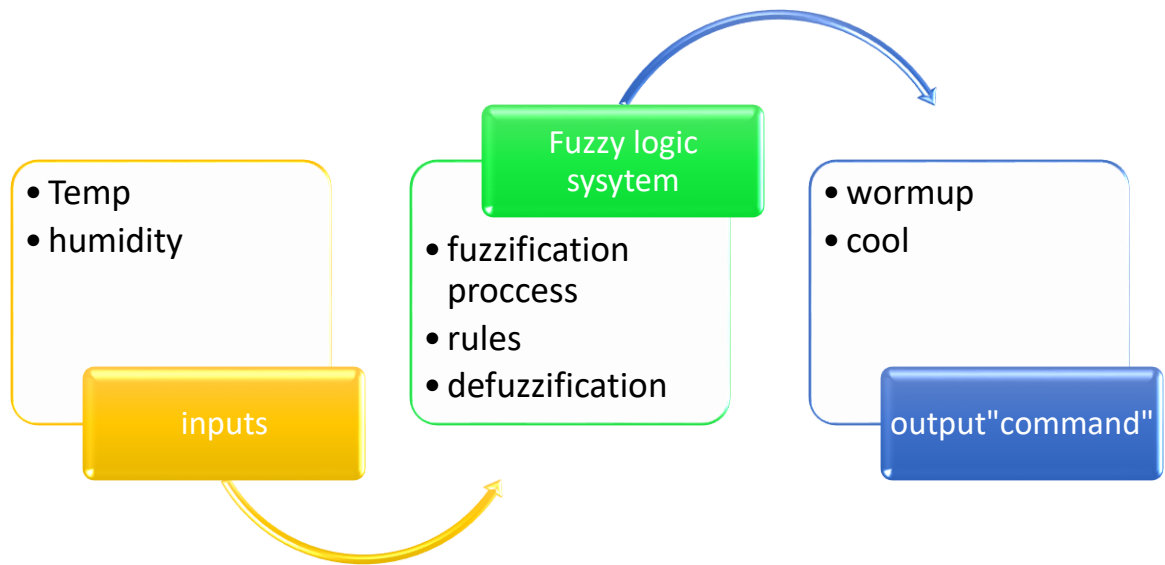 • Temp
• humidity
inputs
Fuzzy logic
sysytem
• fuzzification
proccess
• rules
• defuzzification
• wormup
• cool
output"command"